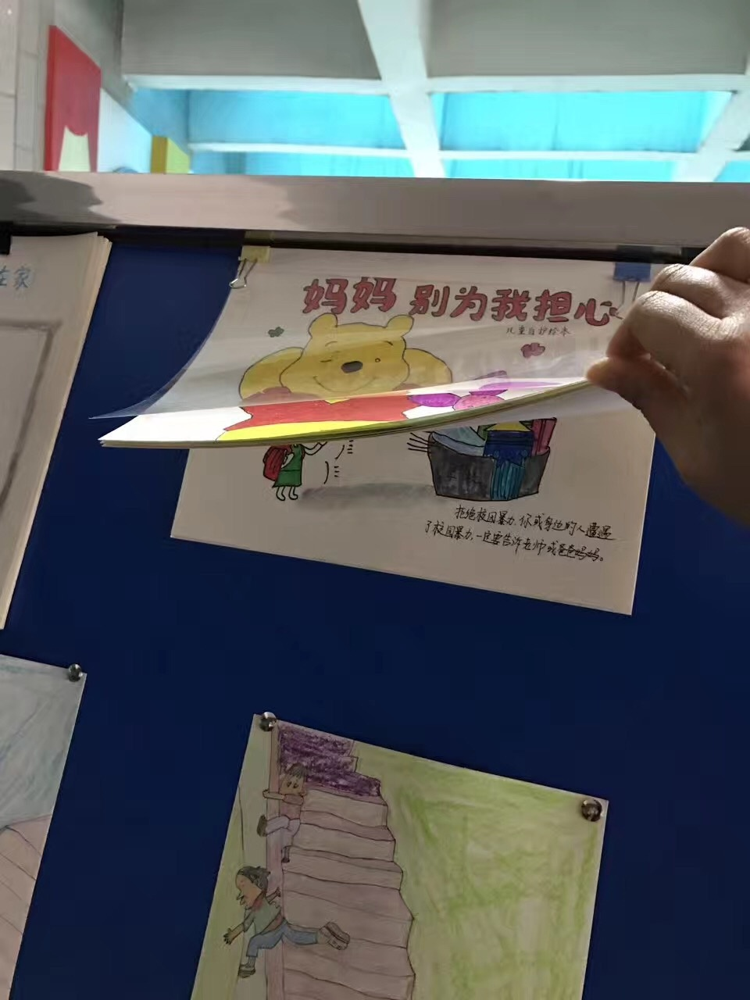 在家
妈妈 别为我担心
儿童自护绘本
拒绝校园暴力、你或身边的人遭遇
了校园暴力,一定要告诉老师或爸爸妈妈。